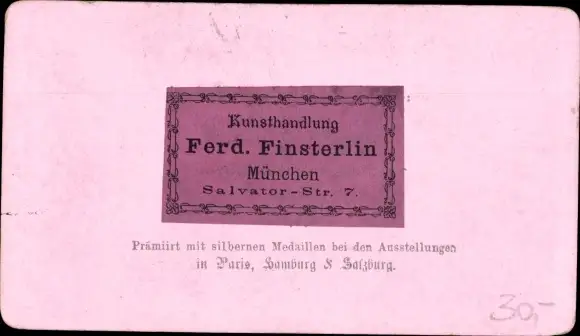 Kunsthandlung
Ferd. Finsterlin
München
Salvator-Str. 7.
Prämiirt mit silbernen Medaillen bei den Ausstellungen
in Paris, Hamburg & Salzburg.
30,-